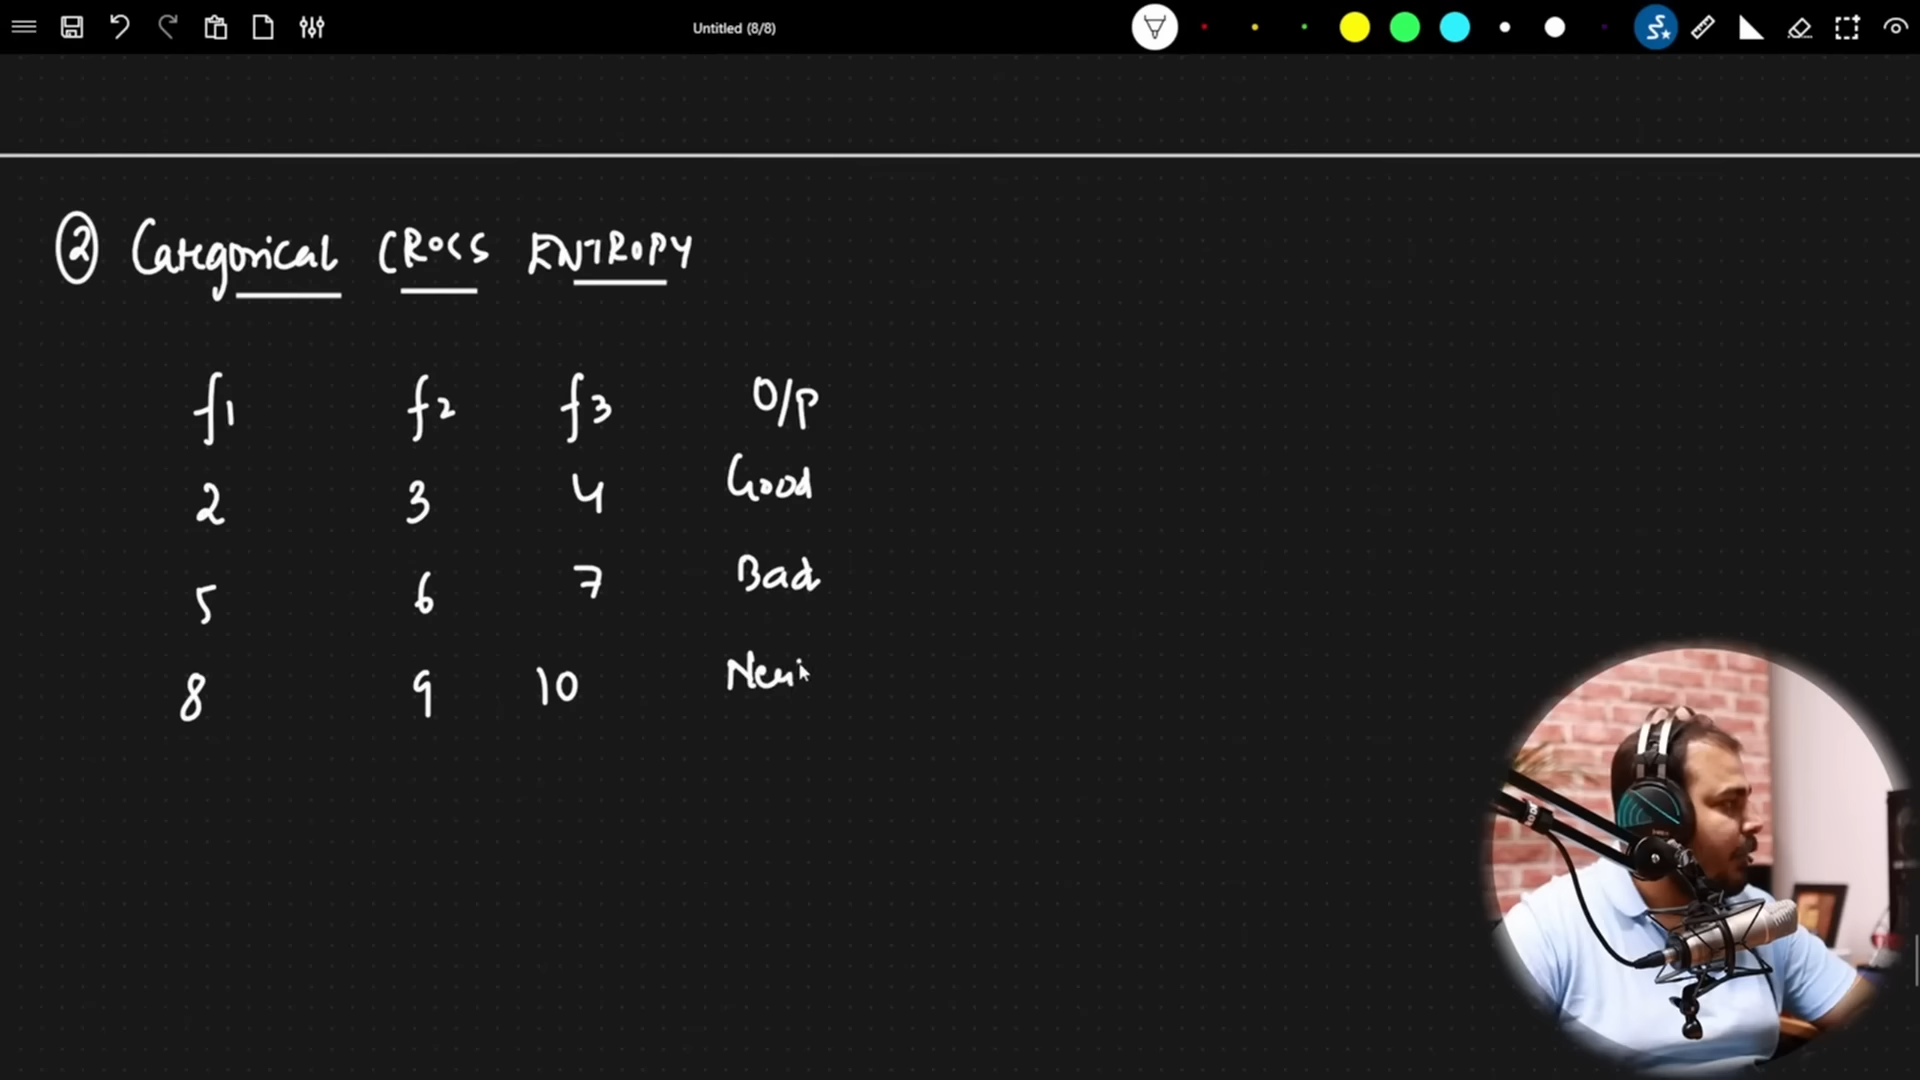 Untitled (8/8)
② Categorical CROSS ENTROPY
f1 f2 f3 O/P
2 3 4 Good
5 6 7 Bad
8 9 10